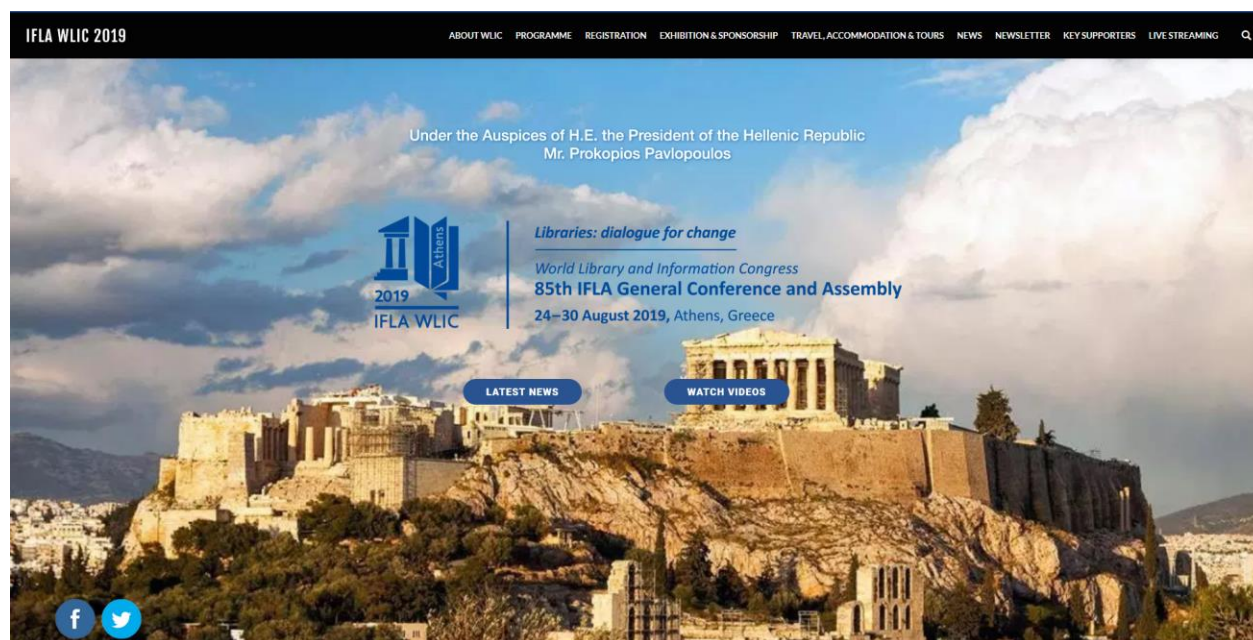 IFLA WLIC 2019
ABOUT WLIC PROGRAMME REGISTRATION EXHIBITION & SPONSORSHIP TRAVEL, ACCOMMODATION & TOURS NEWS NEWSLETTER KEY SUPPORTERS LIVE STREAMING
Under the Auspices of H.E. the President of the Hellenic Republic
Mr. Prokopios Pavlopoulos
Athens
2019
IFLA WLIC
Libraries: dialogue for change
World Library and Information Congress
85th IFLA General Conference and Assembly
24–30 August 2019, Athens, Greece
LATEST NEWS
WATCH VIDEOS
f